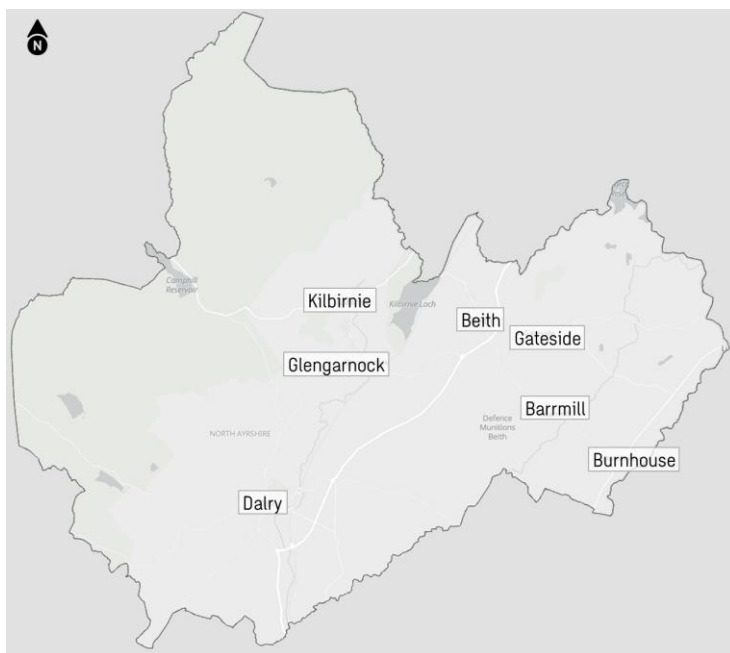 N
Camphill
Reservoir
Kilbirnie
Kilbirnie Loch
Beith
Gateside
Glengarnock
Barrmill
NORTH AYRSHIRE
Defence
Munitions
Beith
Burnhouse
Dalry